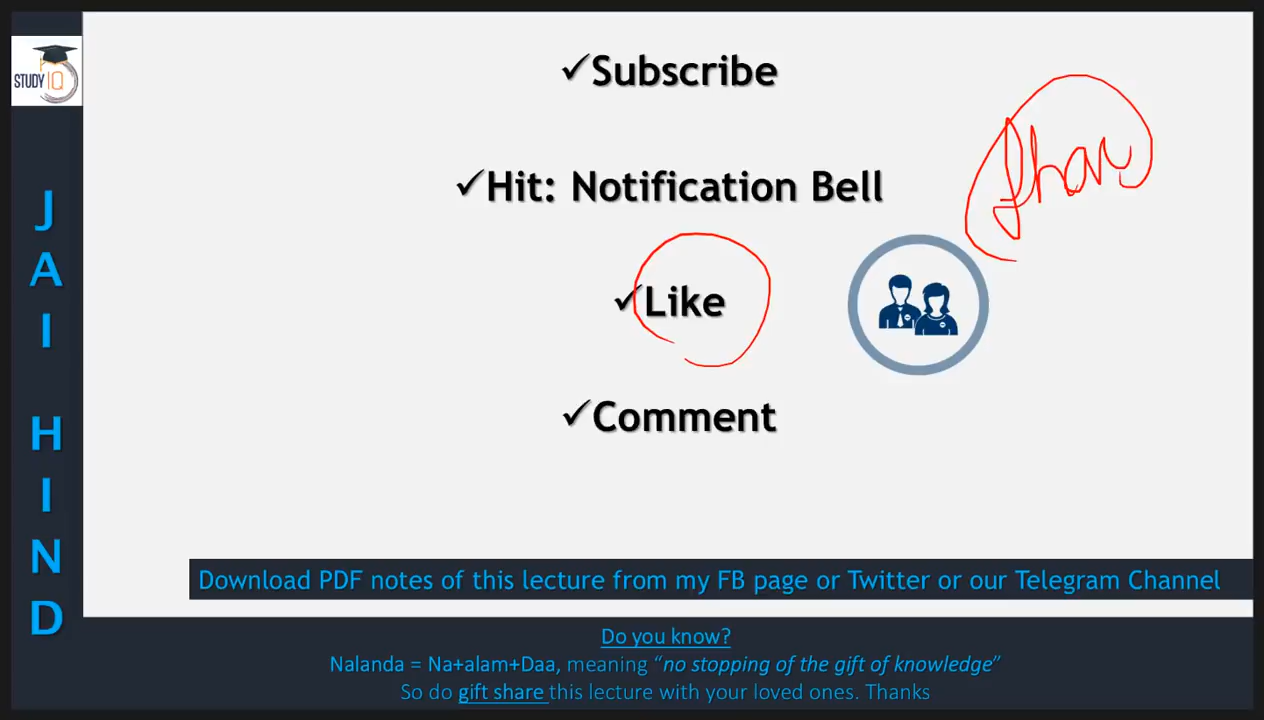 STUDY IQ
JAI HIND
✓Subscribe
✓Hit: Notification Bell
Share
✓Like
✓Comment
Download PDF notes of this lecture from my FB page or Twitter or our Telegram Channel
Do you know?
Nalanda = Na+alam+Daa, meaning “no stopping of the gift of knowledge”
So do gift share this lecture with your loved ones. Thanks